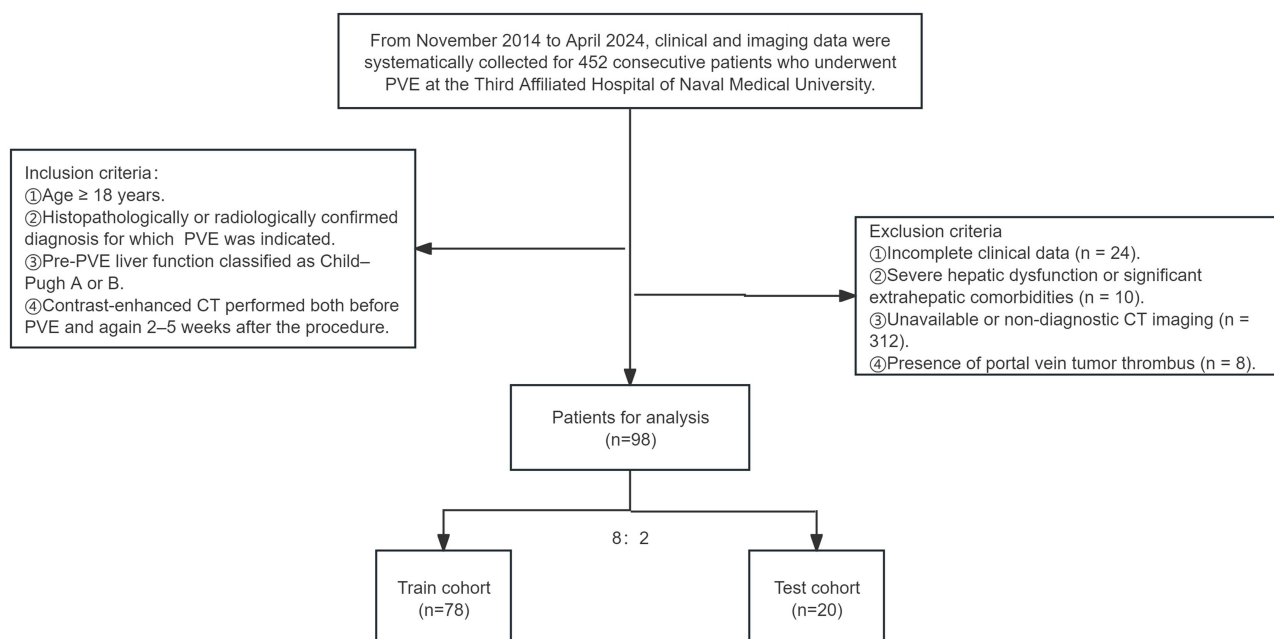 From November 2014 to April 2024, clinical and imaging data were
systematically collected for 452 consecutive patients who underwent
PVE at the Third Affiliated Hospital of Naval Medical University.
Inclusion criteria:
①Age ≥ 18 years.
②Histopathologically or radiologically confirmed
diagnosis for which PVE was indicated.
③Pre-PVE liver function classified as Child–
Pugh A or B.
④Contrast-enhanced CT performed both before
PVE and again 2–5 weeks after the procedure.
Exclusion criteria
①Incomplete clinical data (n = 24).
②Severe hepatic dysfunction or significant
extrahepatic comorbidities (n = 10).
③Unavailable or non-diagnostic CT imaging (n =
312).
④Presence of portal vein tumor thrombus (n = 8).
Patients for analysis
(n=98)
8: 2
Train cohort
(n=78)
Test cohort
(n=20)